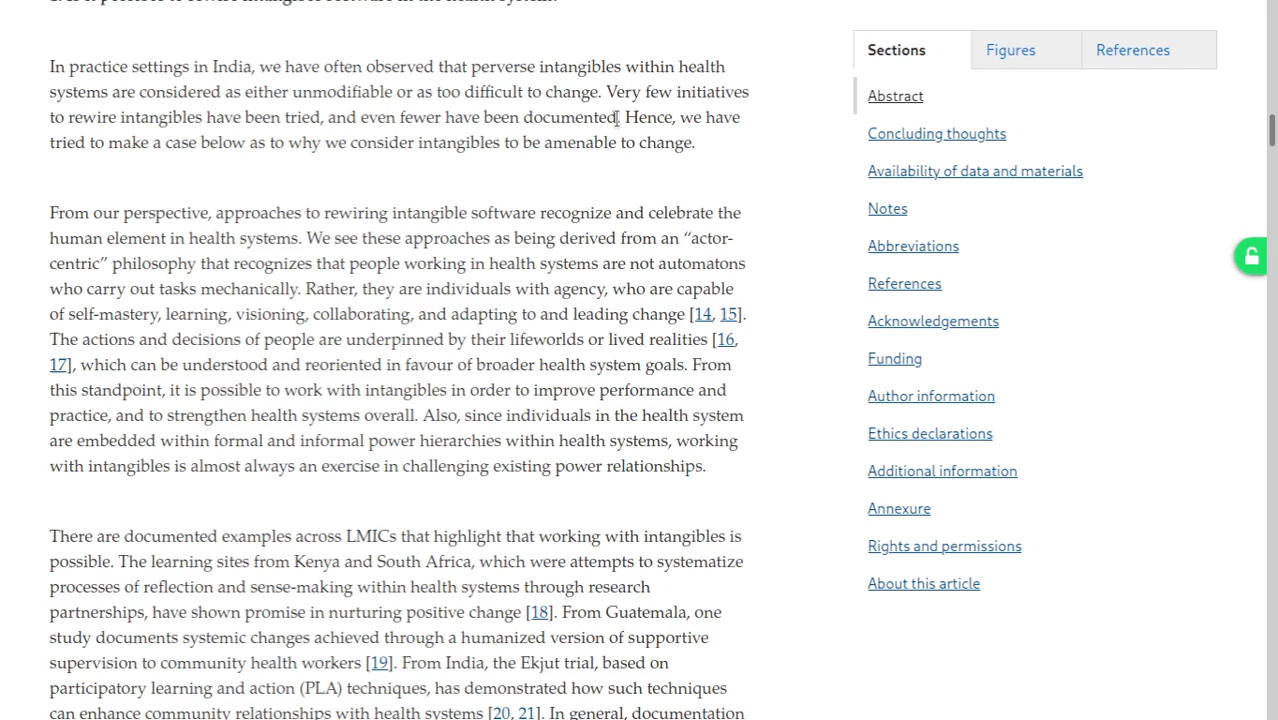 In practice settings in India, we have often observed that perverse intangibles within health
systems are considered as either unmodifiable or as too difficult to change. Very few initiatives
to rewire intangibles have been tried, and even fewer have been documented. Hence, we have
tried to make a case below as to why we consider intangibles to be amenable to change.
From our perspective, approaches to rewiring intangible software recognize and celebrate the
human element in health systems. We see these approaches as being derived from an “actor-
centric” philosophy that recognizes that people working in health systems are not automatons
who carry out tasks mechanically. Rather, they are individuals with agency, who are capable
of self-mastery, learning, visioning, collaborating, and adapting to and leading change [14, 15].
The actions and decisions of people are underpinned by their lifeworlds or lived realities [16,
17], which can be understood and reoriented in favour of broader health system goals. From
this standpoint, it is possible to work with intangibles in order to improve performance and
practice, and to strengthen health systems overall. Also, since individuals in the health system
are embedded within formal and informal power hierarchies within health systems, working
with intangibles is almost always an exercise in challenging existing power relationships.
There are documented examples across LMICs that highlight that working with intangibles is
possible. The learning sites from Kenya and South Africa, which were attempts to systematize
processes of reflection and sense-making within health systems through research
partnerships, have shown promise in nurturing positive change [18]. From Guatemala, one
study documents systemic changes achieved through a humanized version of supportive
supervision to community health workers [19]. From India, the Ekjut trial, based on
participatory learning and action (PLA) techniques, has demonstrated how such techniques
can enhance community relationships with health systems [20, 21]. In general, documentation
Sections
Figures
References
Abstract
Concluding thoughts
Availability of data and materials
Notes
Abbreviations
References
Acknowledgements
Funding
Author information
Ethics declarations
Additional information
Annexure
Rights and permissions
About this article